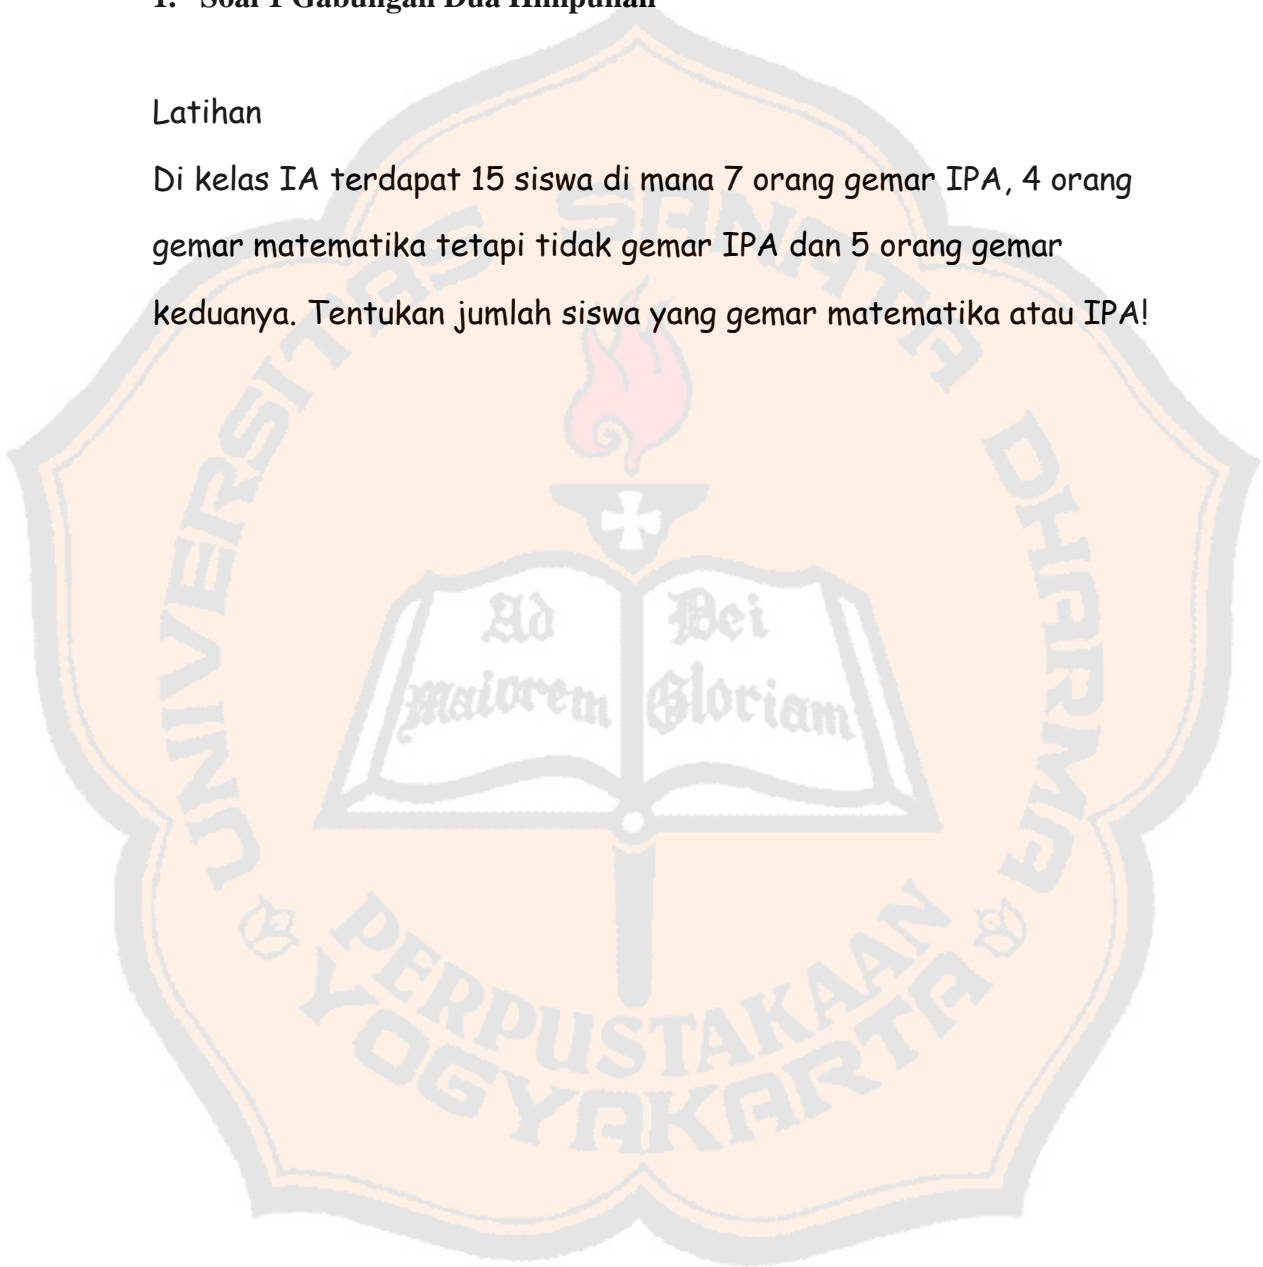 1. Soal 1 Gabungan Dua Himpunan
Latihan
Di kelas IA terdapat 15 siswa di mana 7 orang gemar IPA, 4 orang
gemar matematika tetapi tidak gemar IPA dan 5 orang gemar
keduanya. Tentukan jumlah siswa yang gemar matematika atau IPA!
UNIVERSITAS SANATA DHARMA
Ad Dei
maiorem Gloriam
PERPUSTAKAAN
YOGYAKARTA